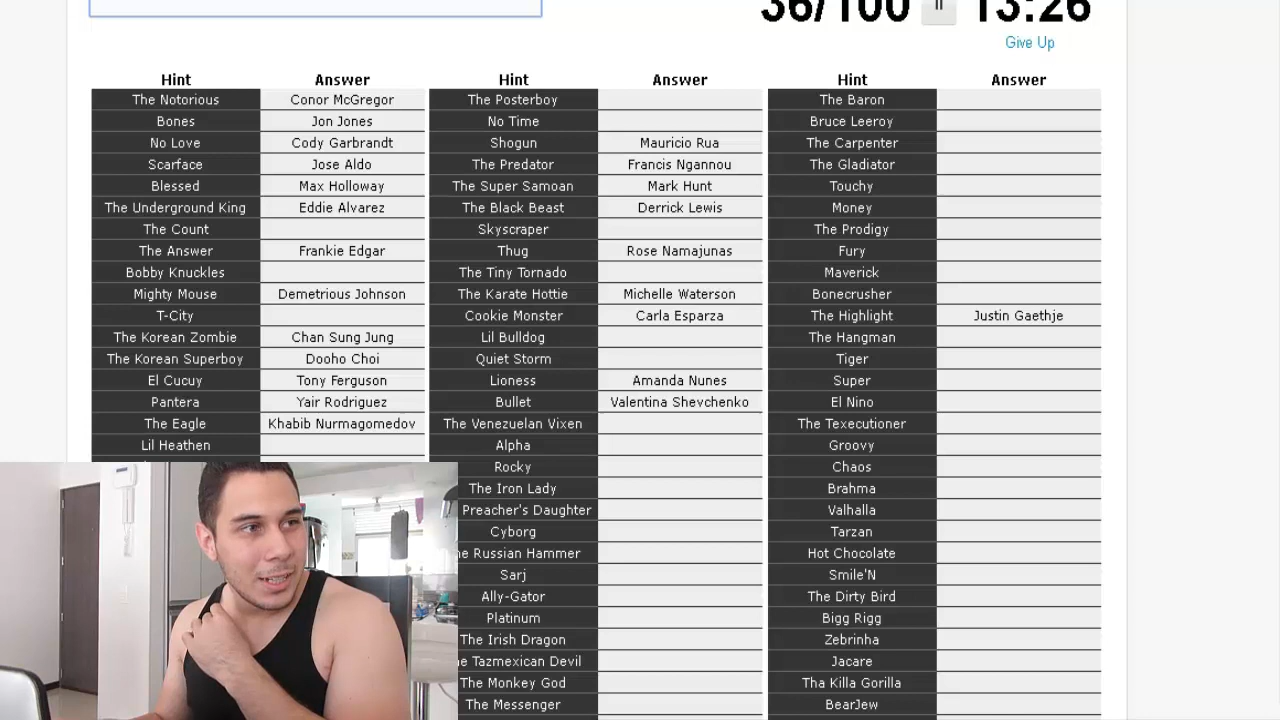 36/100 13:26
Give Up
Hint Answer Hint Answer Hint Answer
The Notorious Conor McGregor The Posterboy The Baron
Bones Jon Jones No Time Bruce Leeroy
No Love Cody Garbrandt Shogun Mauricio Rua The Carpenter
Scarface Jose Aldo The Predator Francis Ngannou The Gladiator
Blessed Max Holloway The Super Samoan Mark Hunt Touchy
The Underground King Eddie Alvarez The Black Beast Derrick Lewis Money
The Count Skyscraper The Prodigy
The Answer Frankie Edgar Thug Rose Namajunas Fury
Bobby Knuckles The Tiny Tornado Maverick
Mighty Mouse Demetrious Johnson The Karate Hottie Michelle Waterson Bonecrusher
T-City Cookie Monster Carla Esparza The Highlight Justin Gaethje
The Korean Zombie Chan Sung Jung Lil Bulldog The Hangman
The Korean Superboy Dooho Choi Quiet Storm Tiger
El Cucuy Tony Ferguson Lioness Amanda Nunes Super
Pantera Yair Rodriguez Bullet Valentina Shevchenko El Nino
The Eagle Khabib Nurmagomedov The Venezuelan Vixen The Texecutioner
Lil Heathen Alpha Groovy
Rocky Chaos
The Iron Lady Brahma
Preacher's Daughter Valhalla
Cyborg Tarzan
Russian Hammer Hot Chocolate
Sarj Smile'N
Ally-Gator The Dirty Bird
Platinum Bigg Rigg
The Irish Dragon Zebrinha
Tazmexican Devil Jacare
The Monkey God Tha Killa Gorilla
The Messenger BearJew